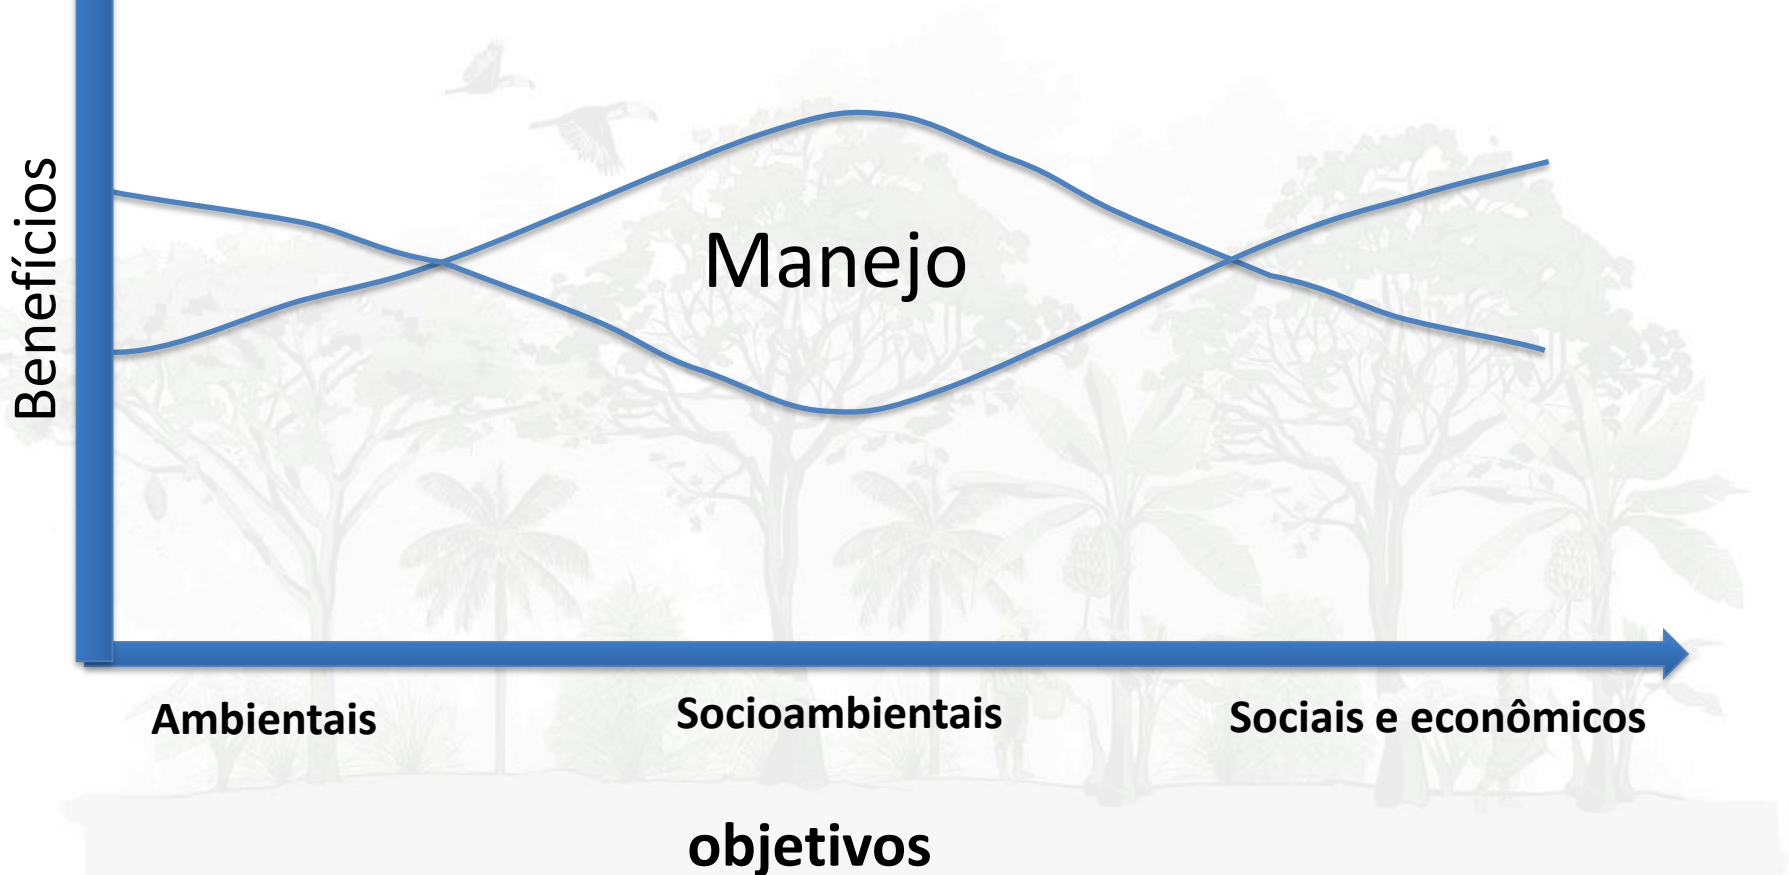 Benefícios
Manejo
Ambientais
Socioambientais
Sociais e econômicos
objetivos